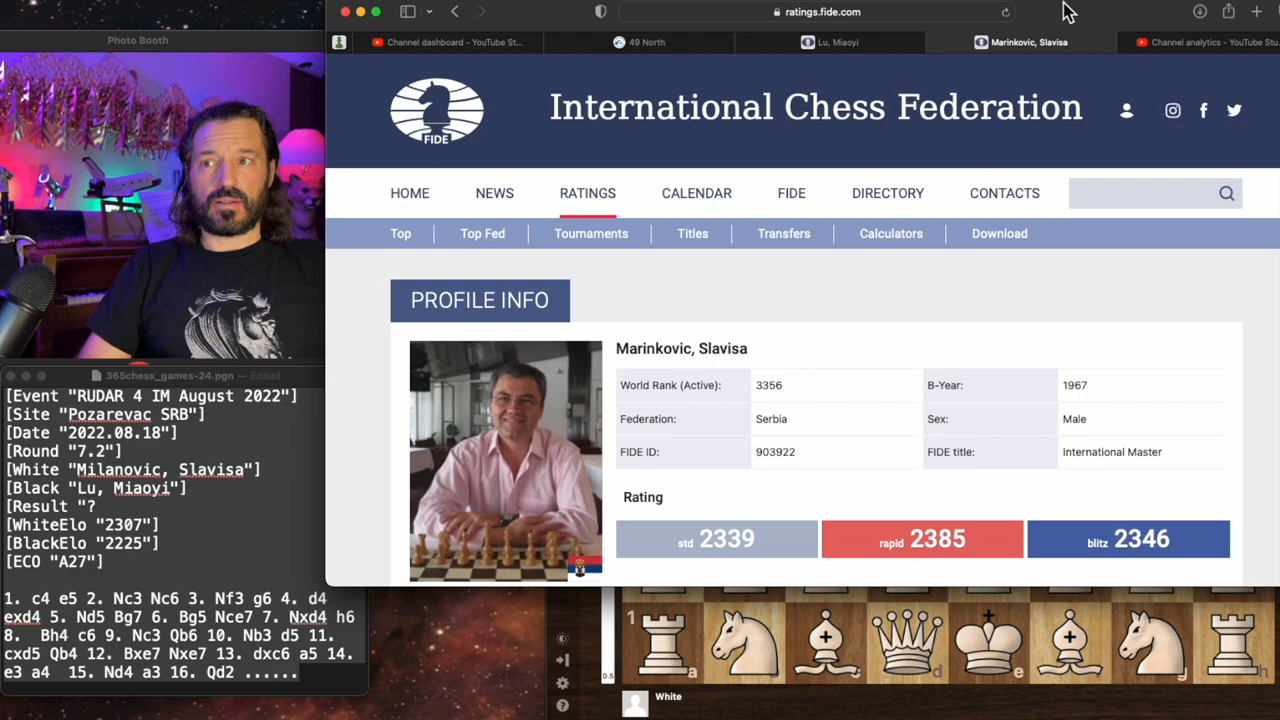 Photo Booth
ratings.fide.com
Channel dashboard - YouTube St...
49 North
Lu, Miaoyi
Marinkovic, Slavisa
Channel analytics - YouTube Stu...
FIDE
International Chess Federation
HOME NEWS RATINGS CALENDAR FIDE DIRECTORY CONTACTS
Top Top Fed Tournaments Titles Transfers Calculators Download
PROFILE INFO
Marinkovic, Slavisa
World Rank (Active): 3356 B-Year: 1967
Federation: Serbia Sex: Male
FIDE ID: 903922 FIDE title: International Master
Rating
std 2339 rapid 2385 blitz 2346
365chess_games-24.pgn — Edited
[Event "RUDAR 4 IM August 2022"]
[Site "Pozarevac SRB"]
[Date "2022.08.18"]
[Round "7.2"]
[White "Milanovic, Slavisa"]
[Black "Lu, Miaoyi"]
[Result "?
[WhiteElo "2307"]
[BlackElo "2225"]
[ECO "A27"]
1. c4 e5 2. Nc3 Nc6 3. Nf3 g6 4. d4
exd4 5. Nd5 Bg7 6. Bg5 Nce7 7. Nxd4 h6
8. Bh4 c6 9. Nc3 Qb6 10. Nb3 d5 11.
cxd5 Qb4 12. Bxe7 Nxe7 13. dxc6 a5 14.
e3 a4 15. Nd4 a3 16. Qd2 ......
1
a b c d e f g h
0.5
White